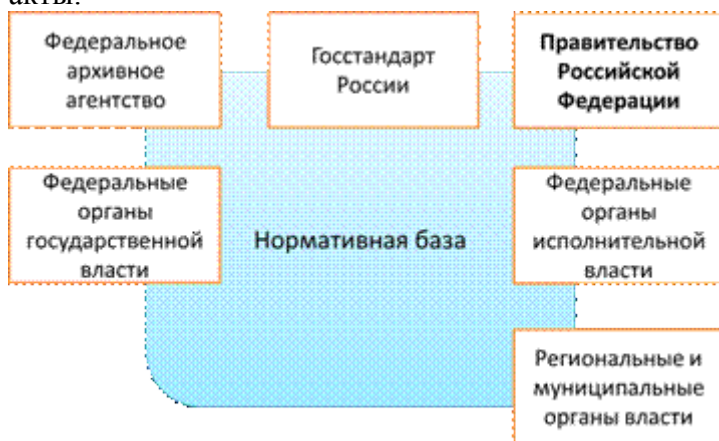 акты.
Федеральное
архивное
агентство
Госстандарт
России
Правительство
Российской
Федерации
Федеральные
органы
государственной
власти
Нормативная база
Федеральные
органы
исполнительной
власти
Региональные и
муниципальные
органы власти